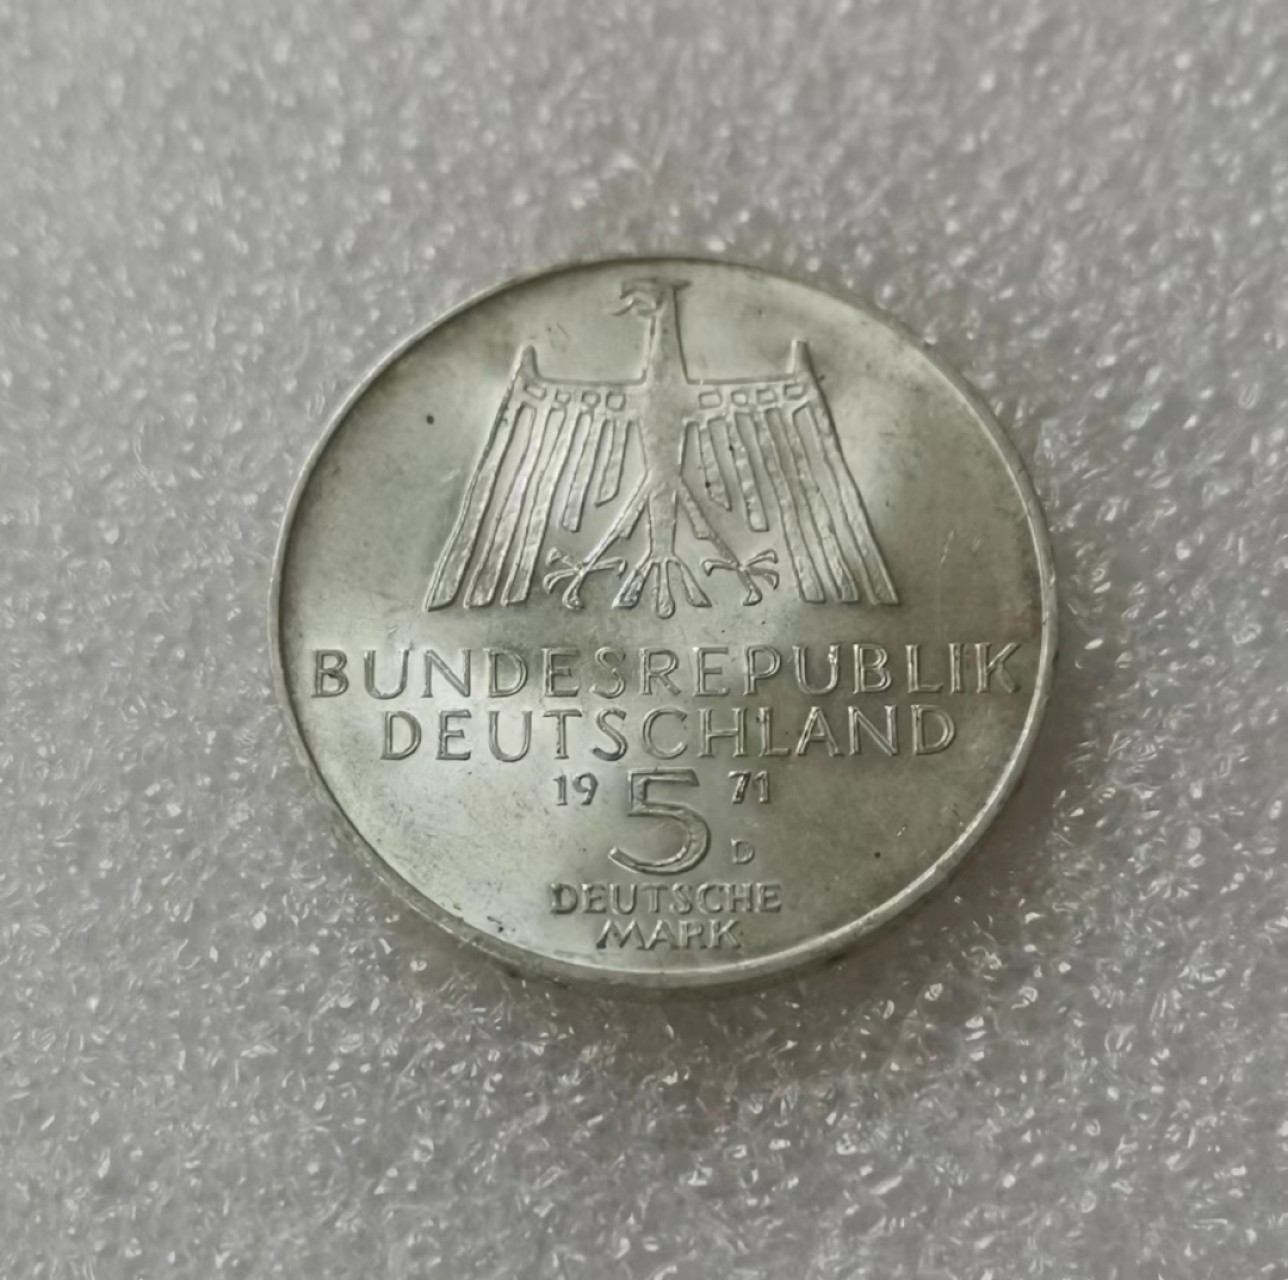 BUNDESREPUBLIK
DEUTSCHLAND
19 5 71
D
DEUTSCHE
MARK